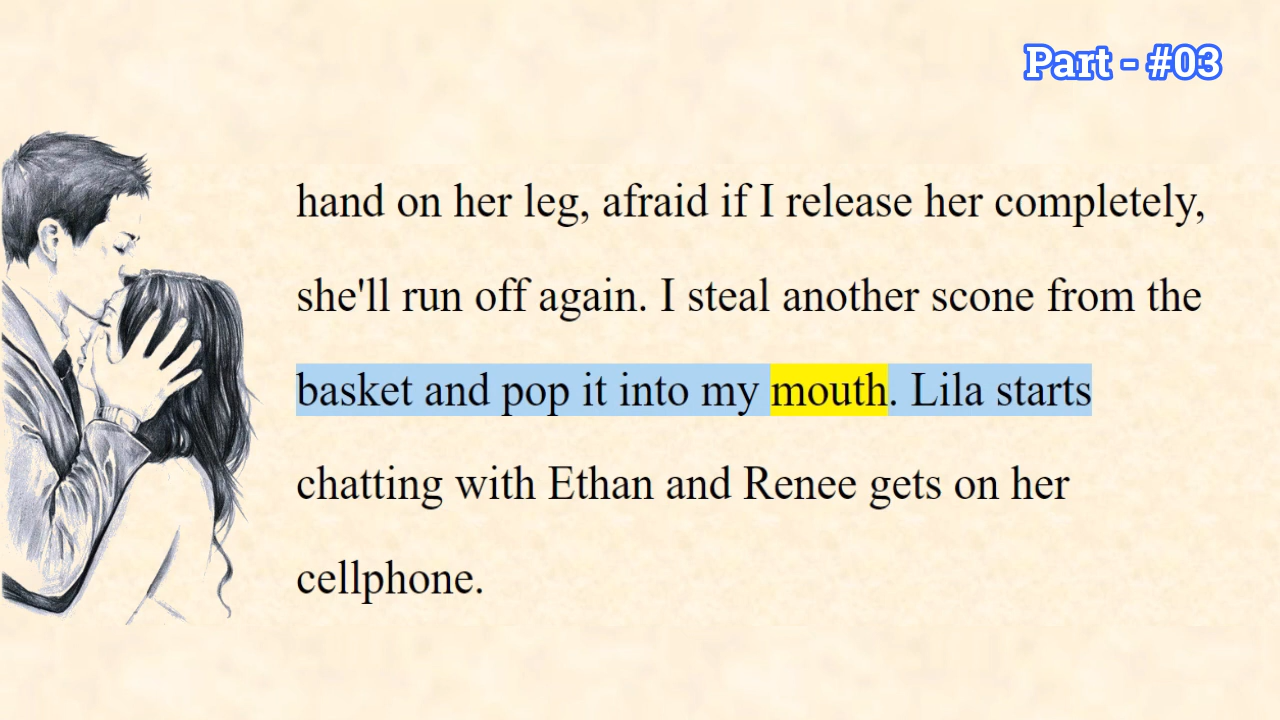 Part - #03
hand on her leg, afraid if I release her completely,
she'll run off again. I steal another scone from the
basket and pop it into my mouth. Lila starts
chatting with Ethan and Renee gets on her
cellphone.